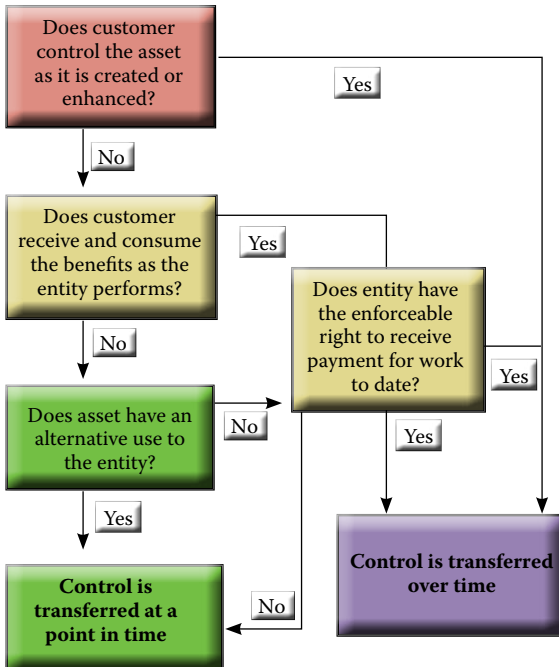 Does customer
control the asset
as it is created or
enhanced?
Yes
No
Does customer
receive and consume
the benefits as the
entity performs?
Yes
Does entity have
the enforceable
right to receive
payment for work
to date?
No
Yes
Does asset have an
alternative use to
the entity?
No
Yes
Yes
Control is
transferred at a
point in time
No
Control is transferred
over time